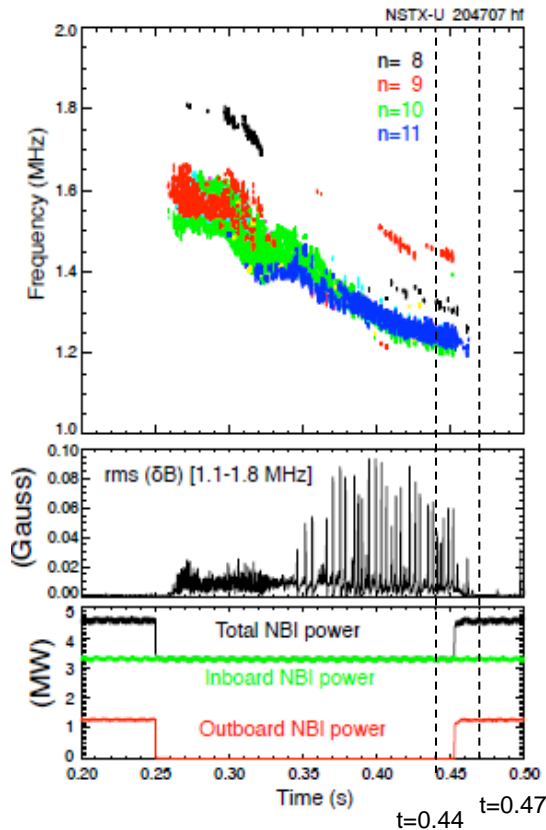 NSTX-U 204707 hf
2.0
1.8
1.6
1.4
1.2
1.0
Frequency (MHz)
n= 8
n= 9
n=10
n=11
0.10
0.08
0.06
0.04
0.02
0.00
(Gauss)
rms (δB) [1.1-1.8 MHz]
5
4
3
2
1
0
(MW)
Total NBI power
Inboard NBI power
Outboard NBI power
0.20 0.25 0.30 0.35 0.40 0.45 0.50
Time (s)
t=0.44 t=0.47